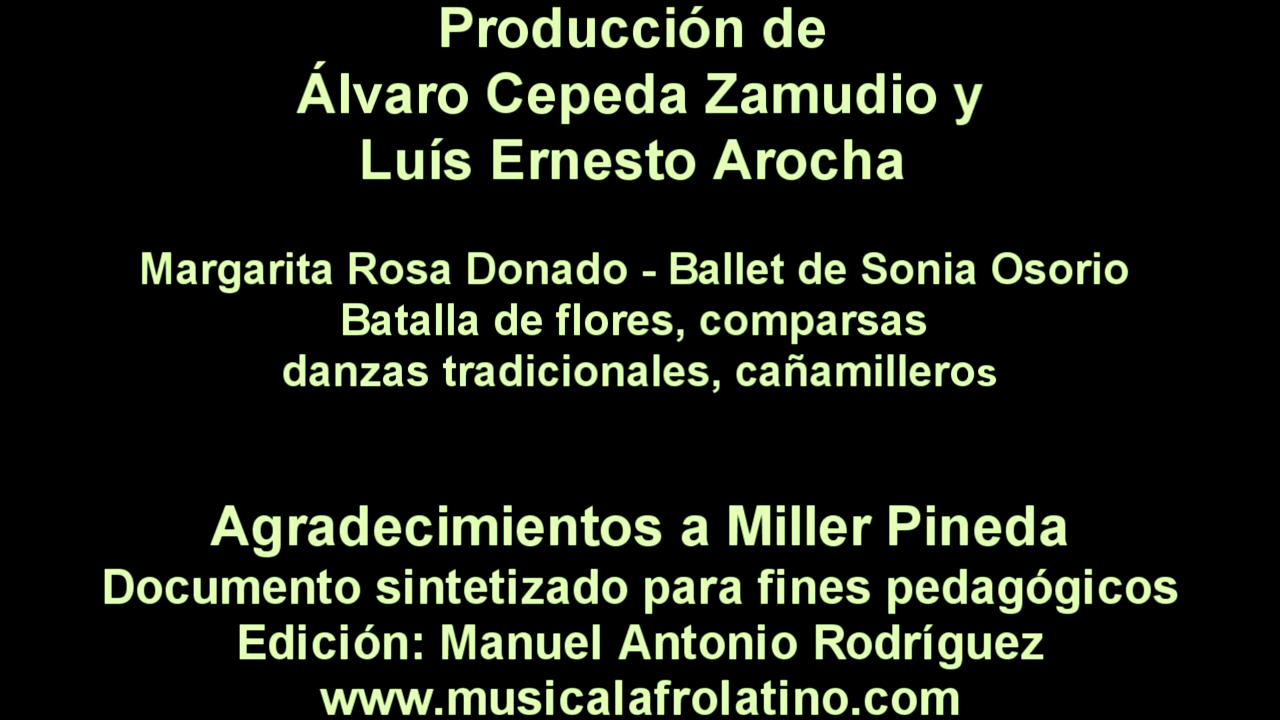 Producción de
Álvaro Cepeda Zamudio y
Luís Ernesto Arocha
Margarita Rosa Donado - Ballet de Sonia Osorio
Batalla de flores, comparsas
danzas tradicionales, cañamilleros
Agradecimientos a Miller Pineda
Documento sintetizado para fines pedagógicos
Edición: Manuel Antonio Rodríguez
www.musicalafrolatino.com